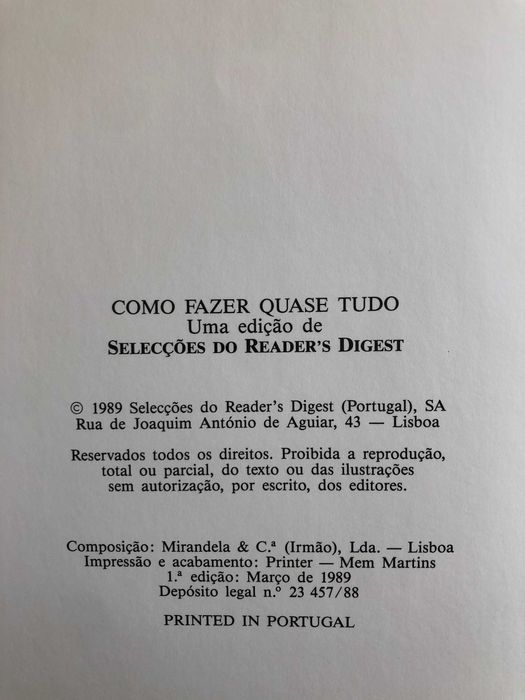 COMO FAZER QUASE TUDO
Uma edição de
SELECÇÕES DO READER'S DIGEST
© 1989 Selecções do Reader's Digest (Portugal), SA
Rua de Joaquim António de Aguiar, 43 — Lisboa
Reservados todos os direitos. Proibida a reprodução,
total ou parcial, do texto ou das ilustrações
sem autorização, por escrito, dos editores.
Composição: Mirandela & C.ª (Irmão), Lda. — Lisboa
Impressão e acabamento: Printer — Mem Martins
1.ª edição: Março de 1989
Depósito legal n.º 23 457/88
PRINTED IN PORTUGAL